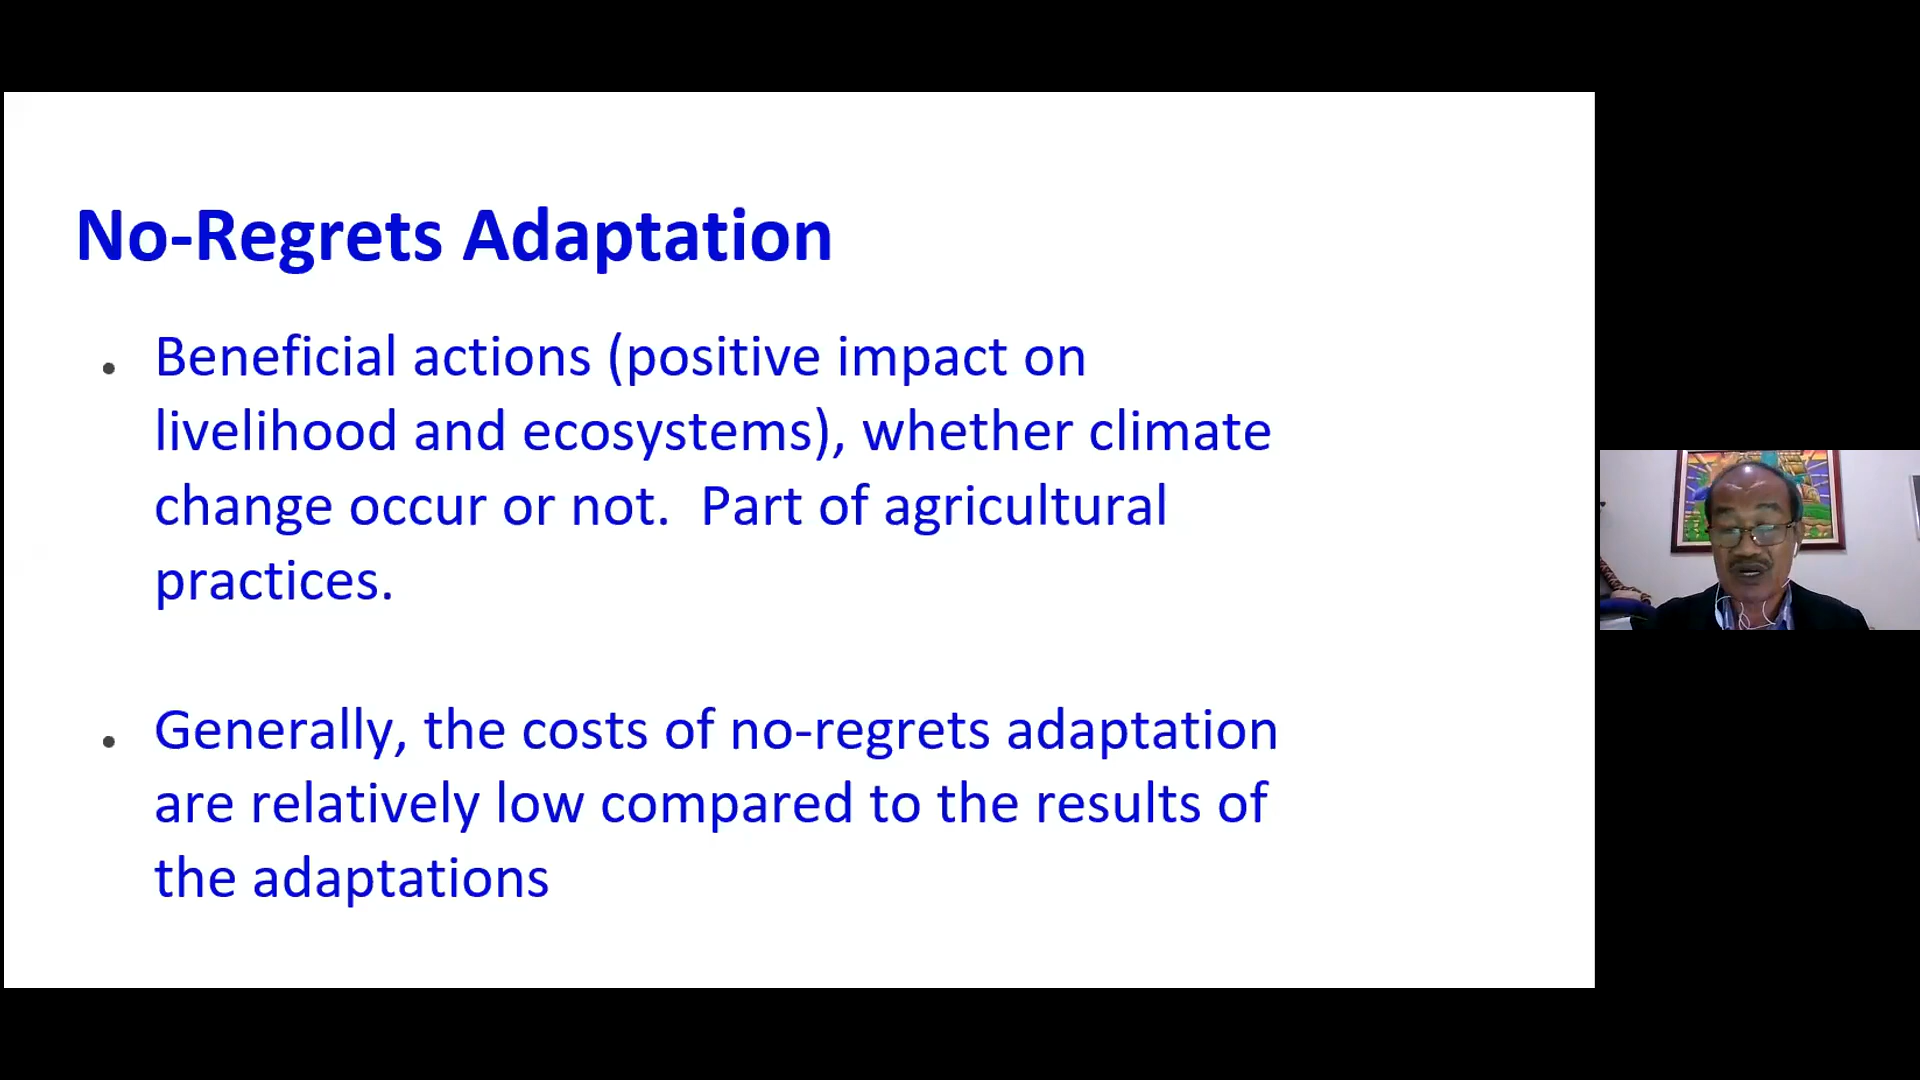 No-Regrets Adaptation
• Beneficial actions (positive impact on
livelihood and ecosystems), whether climate
change occur or not.  Part of agricultural
practices.
• Generally, the costs of no-regrets adaptation
are relatively low compared to the results of
the adaptations